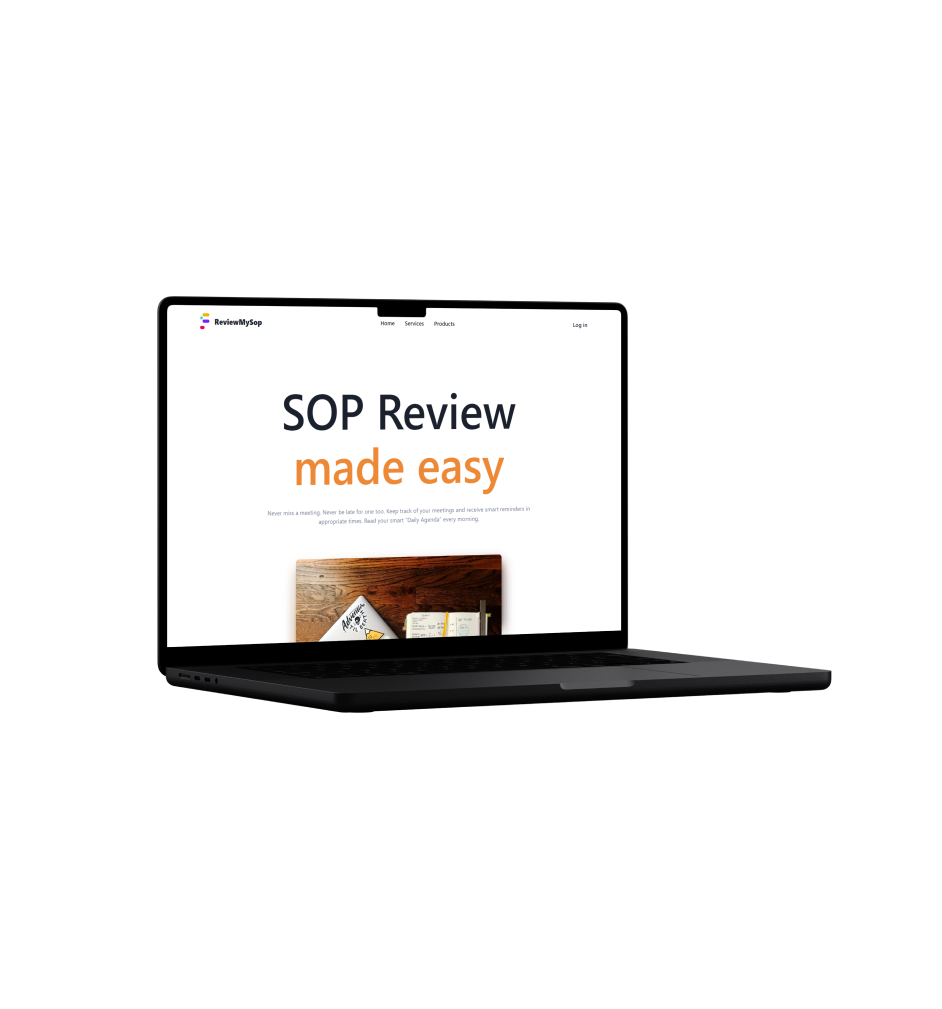 ReviewMySop
Home Services Products
Log in
SOP Review
made easy
Never miss a meeting. Never be late for one too. Keep track of your meetings and receive smart reminders in
appropriate times. Read your smart "Daily Agenda" every morning.